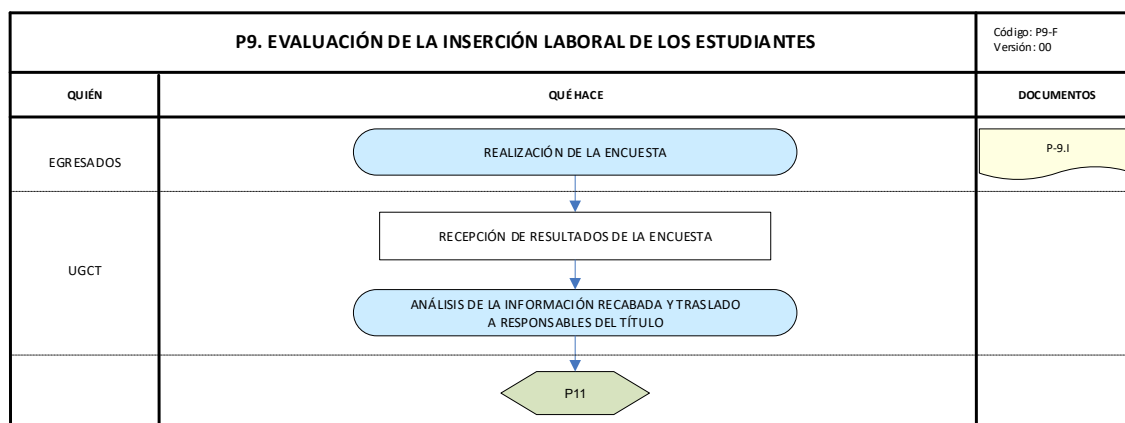 P9. EVALUACIÓN DE LA INSERCIÓN LABORAL DE LOS ESTUDIANTES
Código: P9-F
Versión: 00
QUIÉN
QUÉ HACE
DOCUMENTOS
EGRESADOS
REALIZACIÓN DE LA ENCUESTA
P-9.I
UGCT
RECEPCIÓN DE RESULTADOS DE LA ENCUESTA
ANÁLISIS DE LA INFORMACIÓN RECABADA Y TRASLADO
A RESPONSABLES DEL TÍTULO
P11